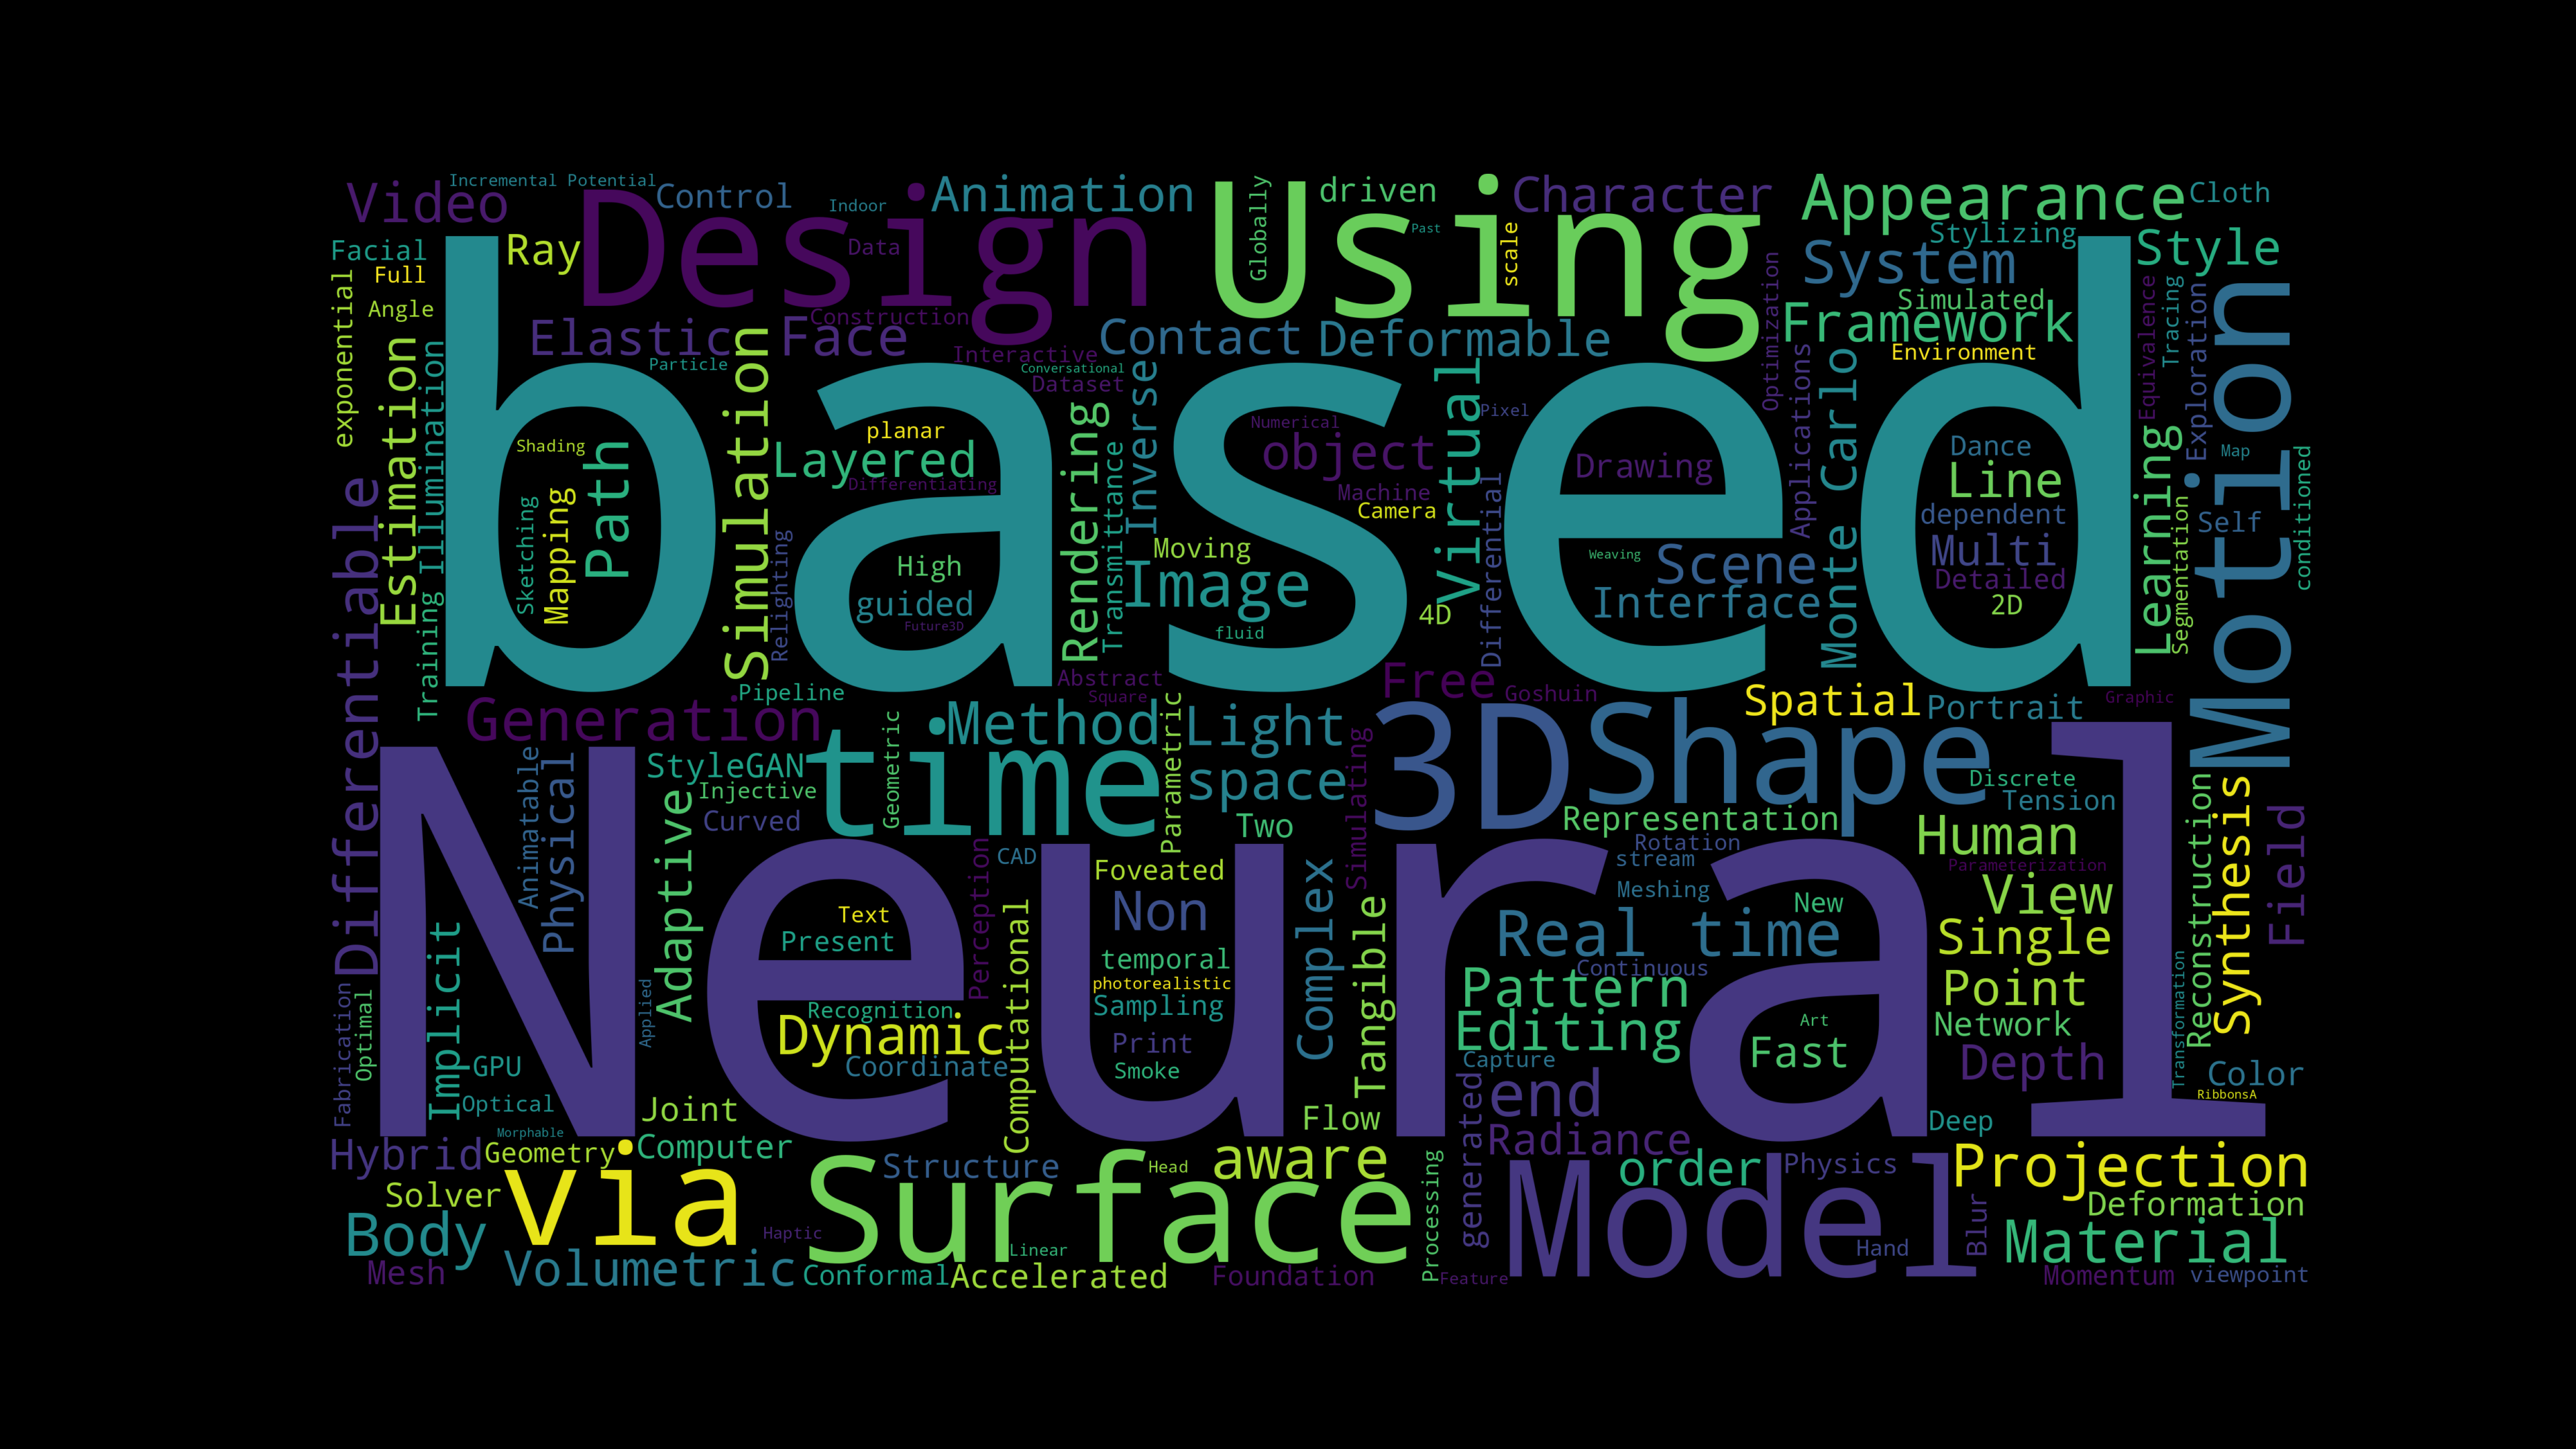 Incremental Potential
Video
Control
Indoor
Animation
Design
Using
Globally
driven
Past
scale
Character
Appearance
Cloth
Facial
Full
Angle
Ray
Data
System
Stylizing
Style
exponential
Elastic
Face
Construction
Interactive
Contact
Deformable
Optimization
Framework
Simulated
Environment
Equivalence
Tracing
Exploration
Motion
based
Estimation
Illumination
Particle
Simulation
Conversational
Dataset
Inverse
Numerical
Pixel
Virtual
Applications
Monte Carlo
Shading
Path
Sketching
Mapping
planar
Layered
Differentiating
Rendering
Transmittance
object
Machine
Camera
Drawing
Differential
Dance
Line
dependent
Multi
Detailed
2D
Learning
Segmentation
Map
Self
conditioned
Differentiable
Training
Relighting
High
guided
Future3D
Moving
Image
fluid
4D
Weaving
Scene
Interface
Pipeline
Abstract
Square
Free
Goshuin
Spatial
Portrait
Graphic
Generation
Method
Light
space
Parametric
Geometric
time
3D
Shape
Simulating
Two
StyleGAN
Injective
Curved
Animatable
Physical
Adaptive
Discrete
Tension
Representation
Rotation
stream
Human
Parameterization
Reconstruction
Synthesis
Field
Neural
Perception
CAD
Foveated
Non
Complex
Tangible
Meshing
New
View
Real time
Continuous
Single
Text
Present
temporal
photorealistic
Sampling
Pattern
Editing
Point
Network
Depth
Transformation
Implicit
Fabrication
Optimal
Applied
Recognition
Dynamic
Coordinate
Computational
Print
Smoke
Art
Fast
Capture
Color
RibbonsA
GPU
Optical
Joint
Flow
generated
end
Deep
Morphable
Hybrid
Geometry
Computer
Structure
Head
aware
Radiance
order
Physics
Projection
Solver
via
Surface
Processing
Model
Blur
Deformation
Body
Haptic
Linear
Hand
Material
Mesh
Volumetric
Conformal
Accelerated
Foundation
Feature
Momentum
viewpoint